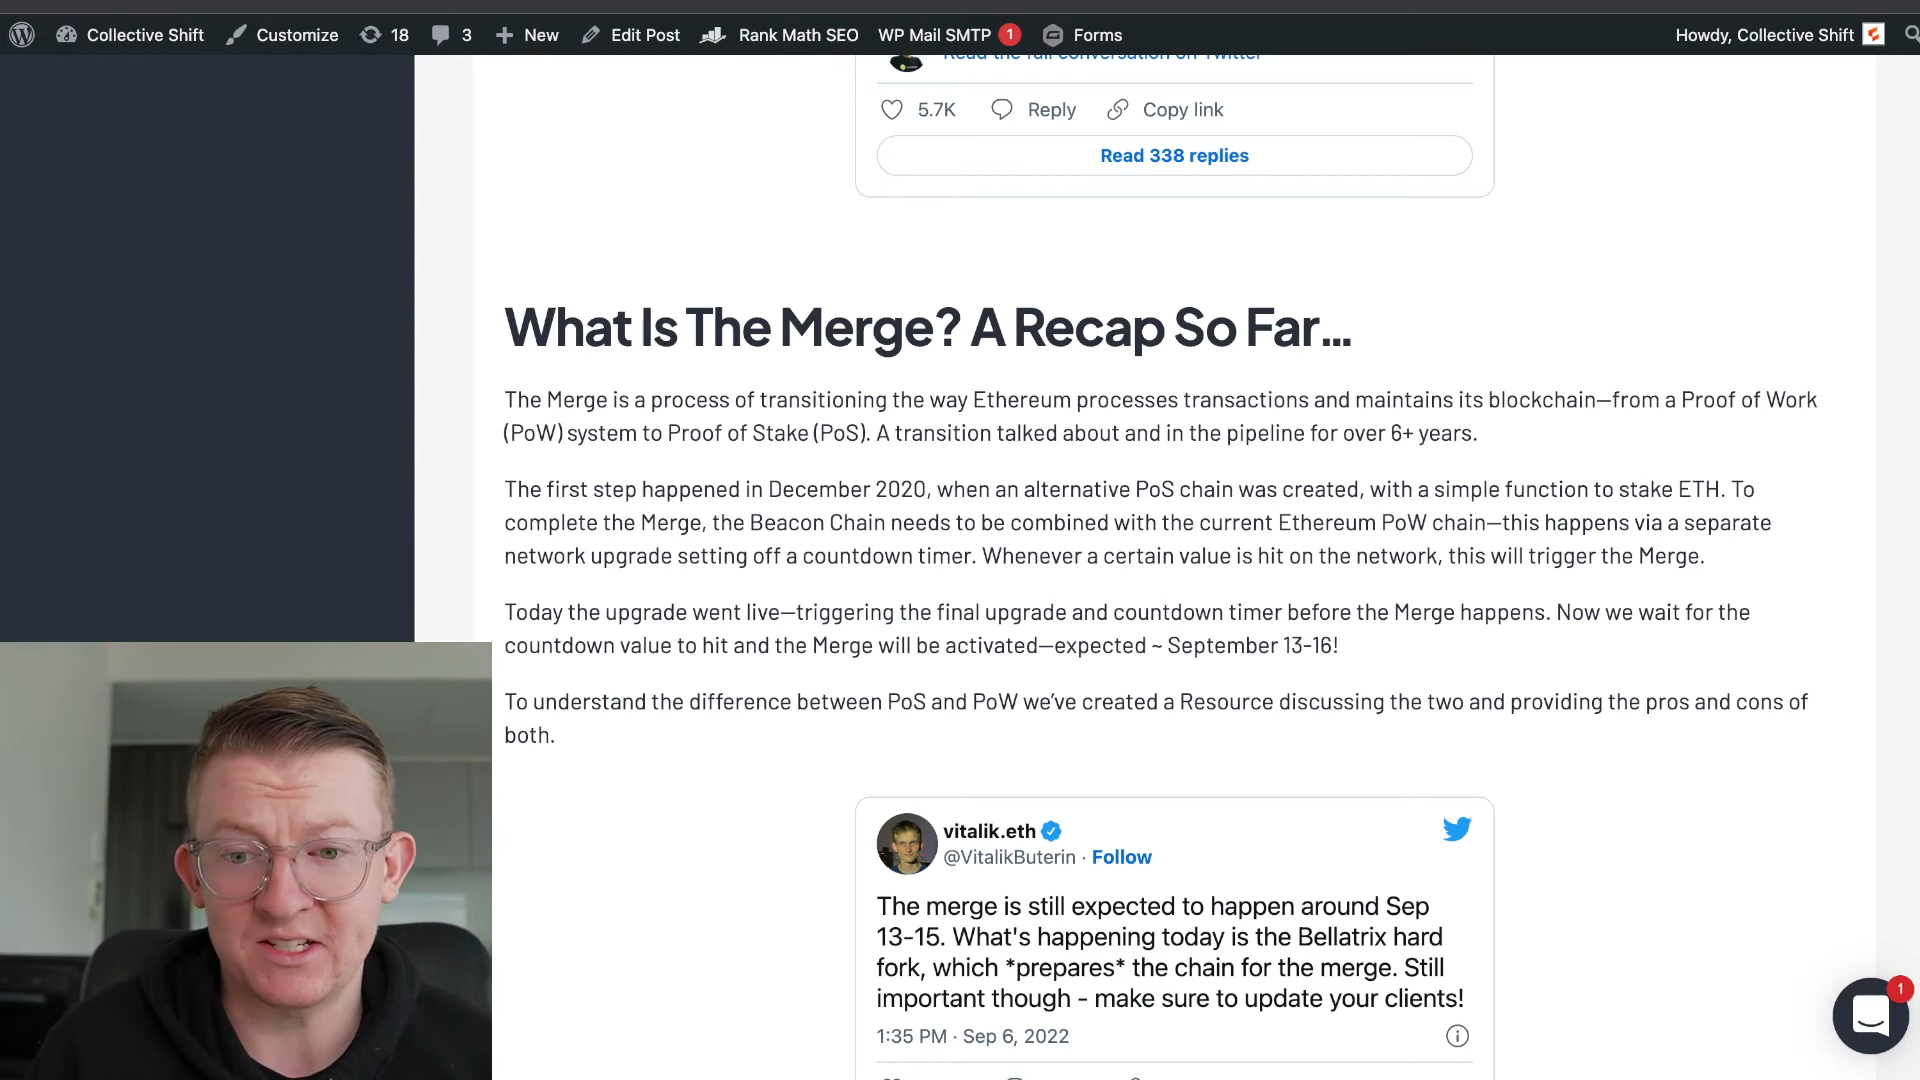 Collective Shift Customize 18 3 New Edit Post Rank Math SEO WP Mail SMTP 1 Forms Howdy, Collective Shift
Read the full conversation on Twitter
5.7K Reply Copy link
Read 338 replies
What Is The Merge? A Recap So Far...
The Merge is a process of transitioning the way Ethereum processes transactions and maintains its blockchain—from a Proof of Work
(PoW) system to Proof of Stake (PoS). A transition talked about and in the pipeline for over 6+ years.
The first step happened in December 2020, when an alternative PoS chain was created, with a simple function to stake ETH. To
complete the Merge, the Beacon Chain needs to be combined with the current Ethereum PoW chain—this happens via a separate
network upgrade setting off a countdown timer. Whenever a certain value is hit on the network, this will trigger the Merge.
Today the upgrade went live—triggering the final upgrade and countdown timer before the Merge happens. Now we wait for the
countdown value to hit and the Merge will be activated—expected ~ September 13-16!
To understand the difference between PoS and PoW we've created a Resource discussing the two and providing the pros and cons of
both.
vitalik.eth
@VitalikButerin · Follow
The merge is still expected to happen around Sep
13-15. What's happening today is the Bellatrix hard
fork, which *prepares* the chain for the merge. Still
important though - make sure to update your clients!
1:35 PM · Sep 6, 2022
1